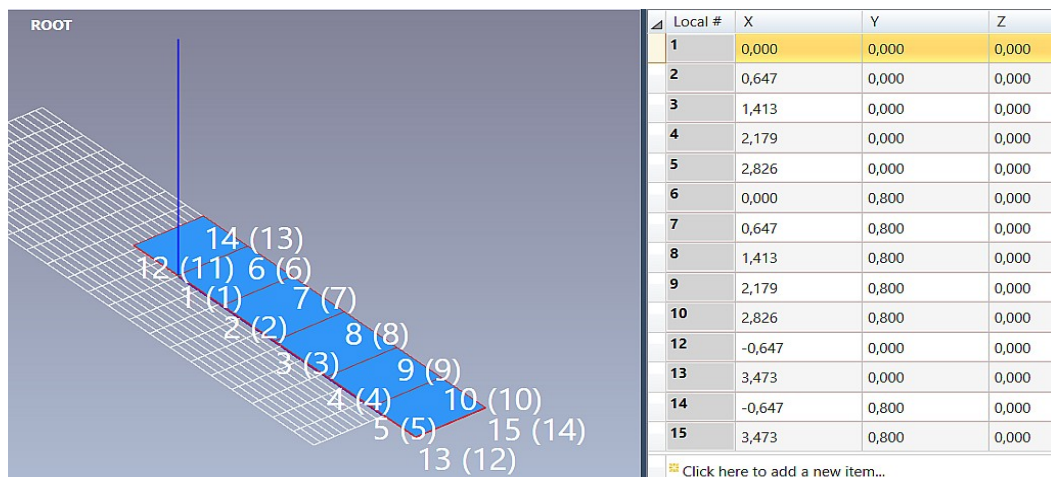 ROOT
14 (13)
12 (11) 6 (6)
1 (1) 7 (7)
2 (2) 8 (8)
3 (3) 9 (9)
4 (4) 10 (10)
5 (5) 15 (14)
13 (12)
Local # X Y Z
1 0,000 0,000 0,000
2 0,647 0,000 0,000
3 1,413 0,000 0,000
4 2,179 0,000 0,000
5 2,826 0,000 0,000
6 0,000 0,800 0,000
7 0,647 0,800 0,000
8 1,413 0,800 0,000
9 2,179 0,800 0,000
10 2,826 0,800 0,000
12 -0,647 0,000 0,000
13 3,473 0,000 0,000
14 -0,647 0,800 0,000
15 3,473 0,800 0,000
Click here to add a new item...